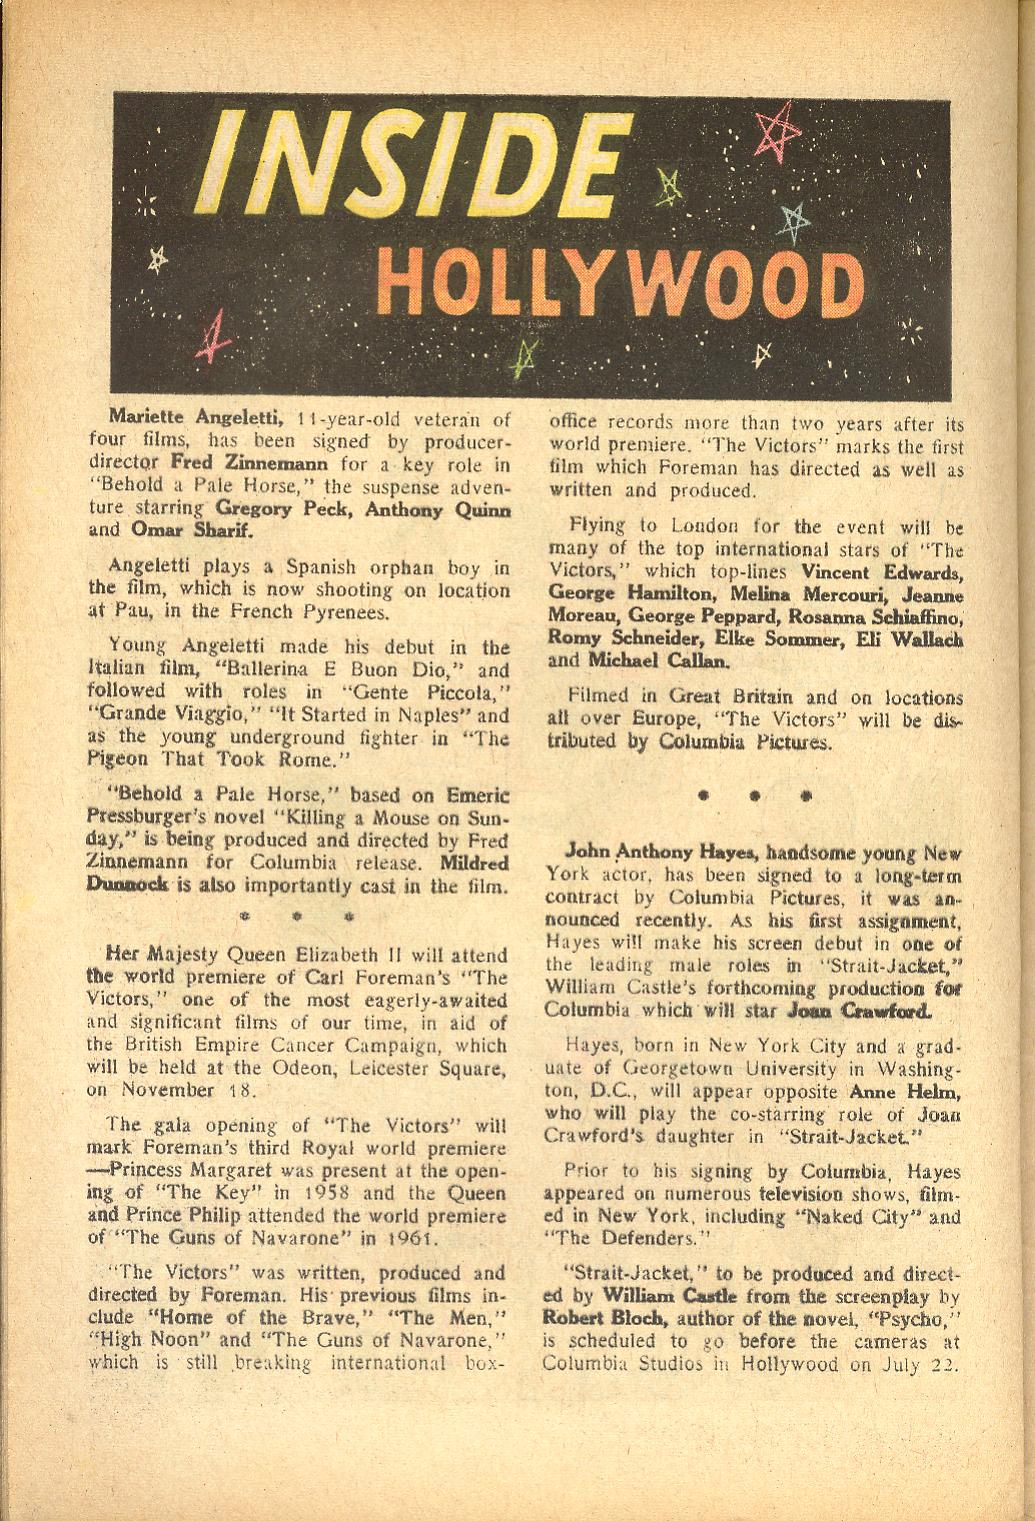 INSIDE
HOLLYWOOD
Mariette Angeletti, 11-year-old veteran of
four films, has been signed by producer-
director Fred Zinnemann for a key role in
"Behold a Pale Horse," the suspense adven-
ture starring Gregory Peck, Anthony Quinn
and Omar Sharif.
Angeletti plays a Spanish orphan boy in
the film, which is now shooting on location
at Pau, in the French Pyrenees.
Young Angeletti made his debut in the
Italian film, "Ballerina E Buon Dio," and
followed with roles in "Gente Piccola,"
"Grande Viaggio," "It Started in Naples" and
as the young underground fighter in "The
Pigeon That Took Rome."
"Behold a Pale Horse," based on Emeric
Pressburger's novel "Killing a Mouse on Sun-
day," is being produced and directed by Fred
Zinnemann for Columbia release. Mildred
Dunnock is also importantly cast in the film.
* * *
Her Majesty Queen Elizabeth II will attend
the world premiere of Carl Foreman's "The
Victors," one of the most eagerly-awaited
and significant films of our time, in aid of
the British Empire Cancer Campaign, which
will be held at the Odeon, Leicester Square,
on November 18.
The gala opening of "The Victors" will
mark Foreman's third Royal world premiere
—Princess Margaret was present at the open-
ing of "The Key" in 1958 and the Queen
and Prince Philip attended the world premiere
of "The Guns of Navarone" in 1961.
"The Victors" was written, produced and
directed by Foreman. His previous films in-
clude "Home of the Brave," "The Men,"
"High Noon" and "The Guns of Navarone,"
which is still breaking international box-
office records more than two years after its
world premiere. "The Victors" marks the first
film which Foreman has directed as well as
written and produced.
Flying to London for the event will be
many of the top international stars of "The
Victors," which top-lines Vincent Edwards,
George Hamilton, Melina Mercouri, Jeanne
Moreau, George Peppard, Rosanna Schiaffino,
Romy Schneider, Elke Sommer, Eli Wallach
and Michael Callan.
Filmed in Great Britain and on locations
all over Europe, "The Victors" will be dis-
tributed by Columbia Pictures.
* * *
John Anthony Hayes, handsome young New
York actor, has been signed to a long-term
contract by Columbia Pictures, it was an-
nounced recently. As his first assignment,
Hayes will make his screen debut in one of
the leading male roles in "Strait-Jacket,"
William Castle's forthcoming production for
Columbia which will star Joan Crawford.
Hayes, born in New York City and a grad-
uate of Georgetown University in Washing-
ton, D.C., will appear opposite Anne Helm,
who will play the co-starring role of Joan
Crawford's daughter in "Strait-Jacket."
Prior to his signing by Columbia, Hayes
appeared on numerous television shows, film-
ed in New York, including "Naked City" and
"The Defenders."
"Strait-Jacket," to be produced and direct-
ed by William Castle from the screenplay by
Robert Bloch, author of the novel, "Psycho,"
is scheduled to go before the cameras at
Columbia Studios in Hollywood on July 22.